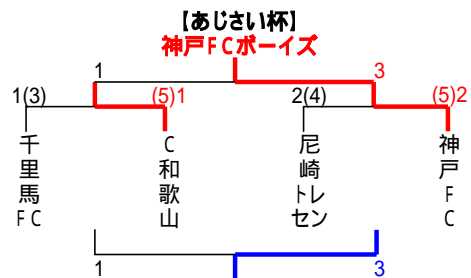 【あじさい杯】
神戸FCボーイズ
1
3
1(3)
(5)1
2(4)
(5)2
千里馬FC
C和歌山
尼崎トレセン
神戸FC
1
3